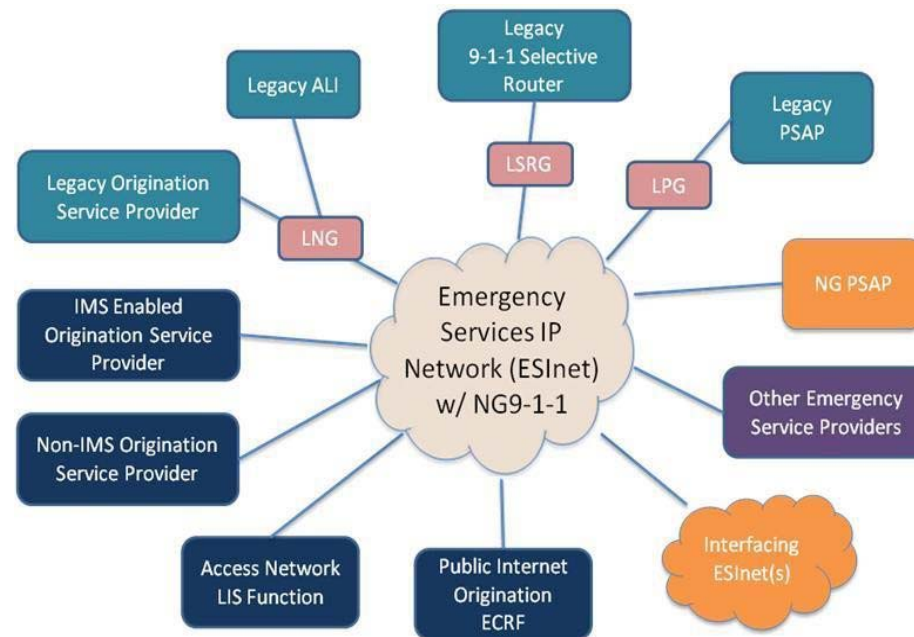 Legacy
9-1-1 Selective
Router
Legacy ALI
Legacy
PSAP
LSRG
LPG
Legacy Origination
Service Provider
LNG
NG PSAP
IMS Enabled
Origination Service
Provider
Emergency
Services IP
Network (ESInet)
w/ NG9-1-1
Other Emergency
Service Providers
Non-IMS Origination
Service Provider
Interfacing
ESInet(s)
Access Network
LIS Function
Public Internet
Origination
ECRF